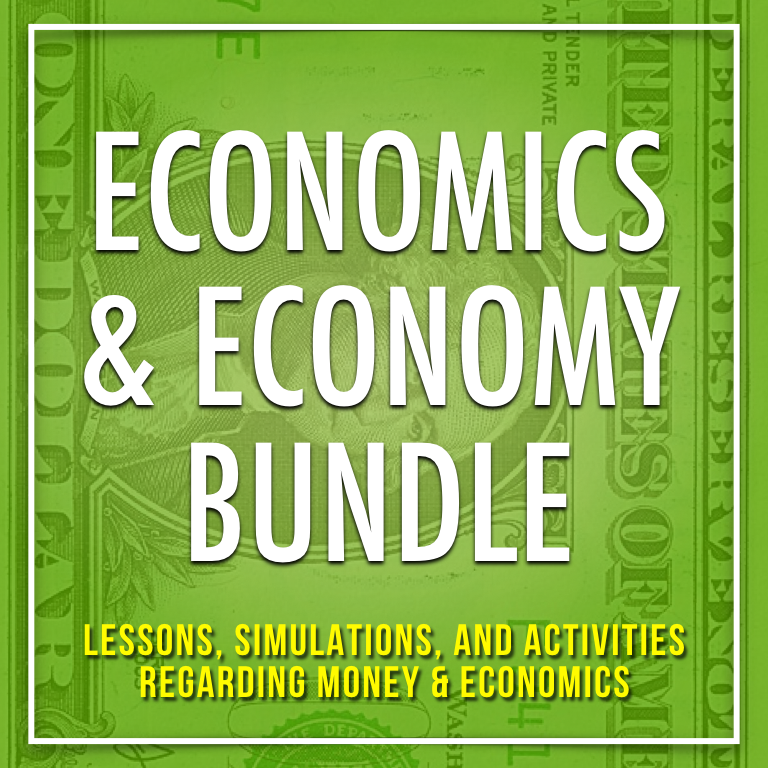 ECONOMICS
& ECONOMY
BUNDLE
LESSONS, SIMULATIONS, AND ACTIVITIES
REGARDING MONEY & ECONOMICS